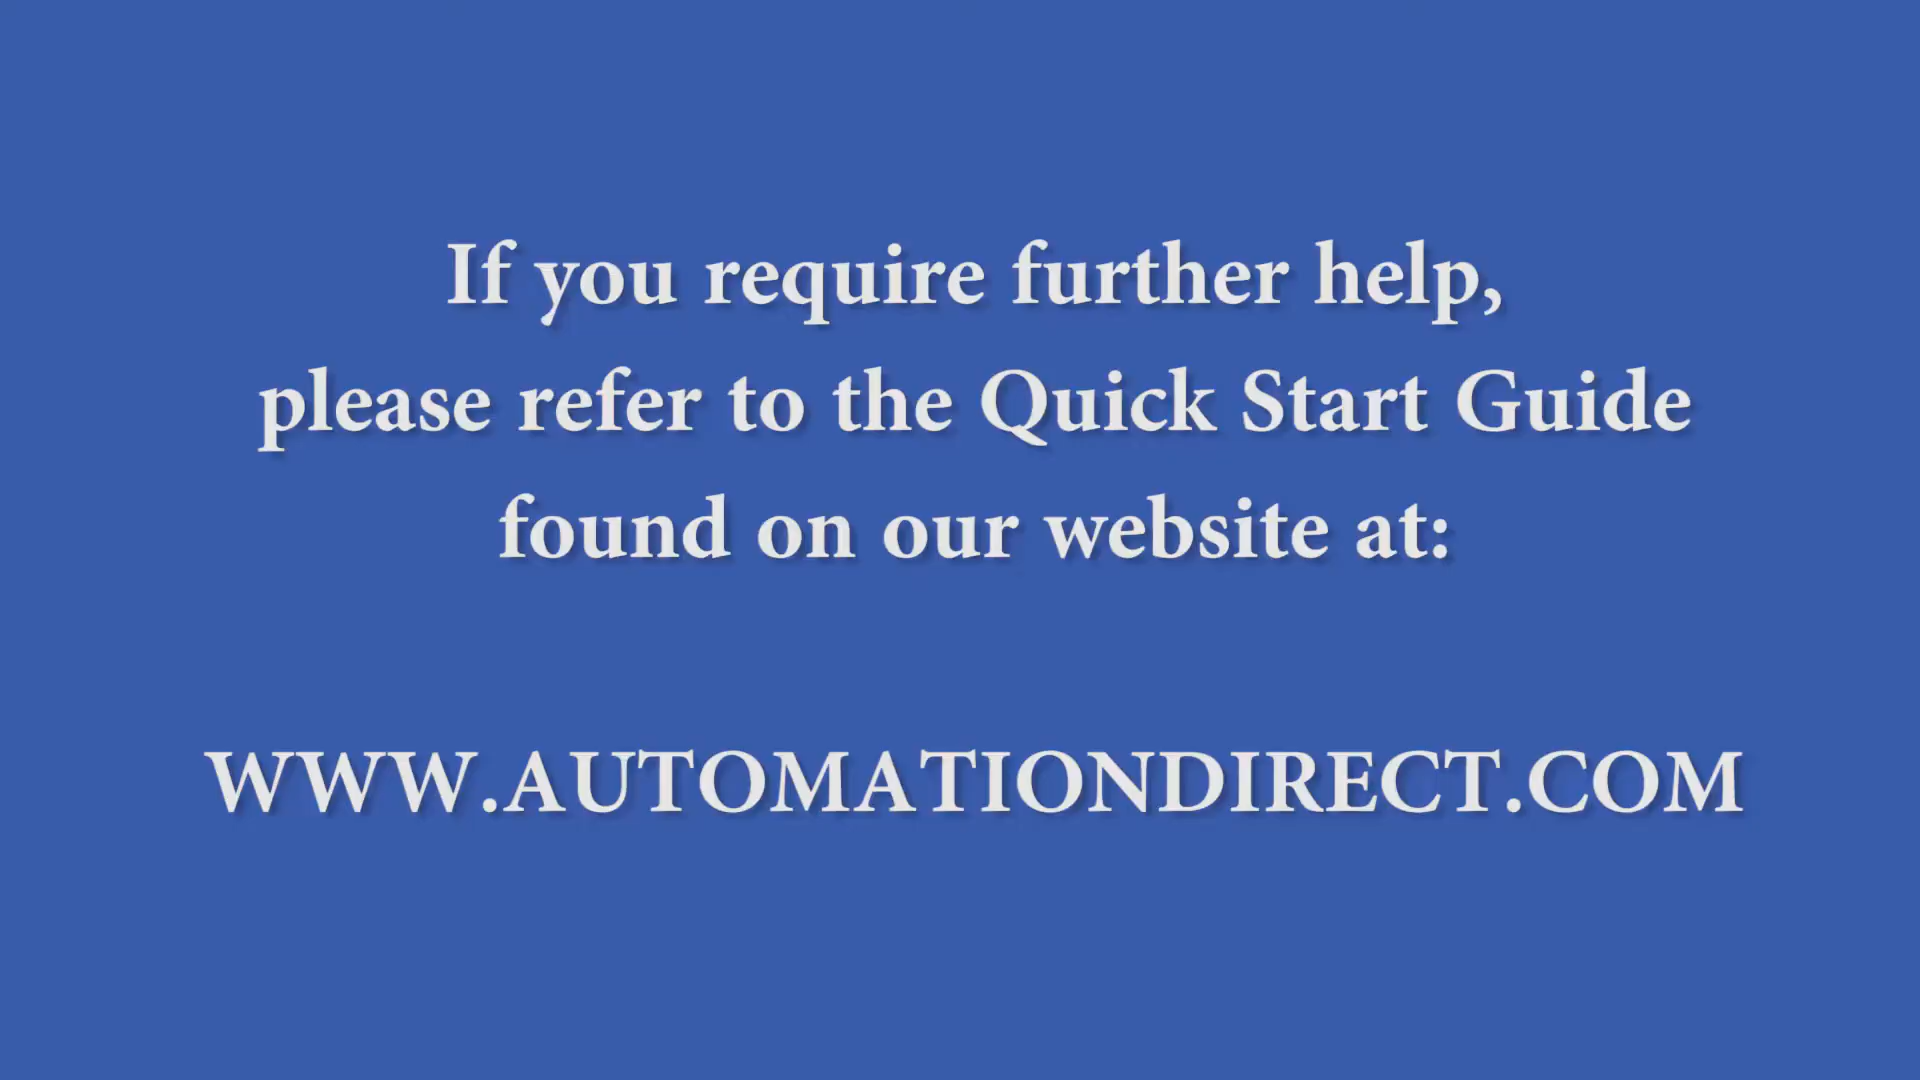 If you require further help,
please refer to the Quick Start Guide
found on our website at:
WWW.AUTOMATIONDIRECT.COM